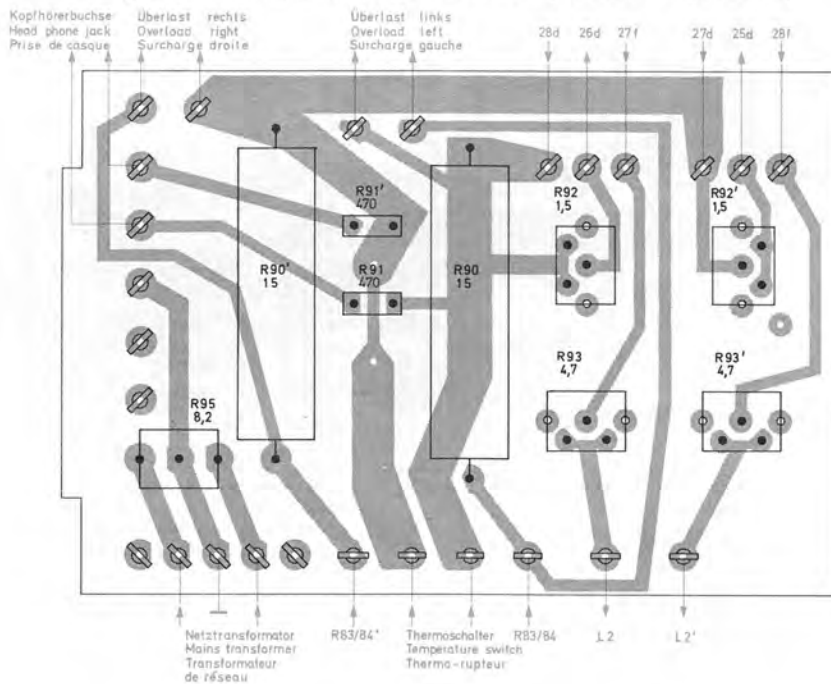 Kopfhörerbuchse
Head phone jack
Prise de casque
Überlast rechts
Overload right
Surcharge droite
Überlast links
Overload left
Surcharge gauche
28d 26d 27f
27d 25d 28f
R91'
470
R92
1,5
R92'
1,5
R90'
15
R91
470
R90
15
R93
4,7
R93'
4,7
R95
8,2
Netztransformator
Mains transformer
Transformateur
de réseau
R83/84'
Thermoschalter
Temperature switch
Thermo-rupteur
R83/84
L2
L2'